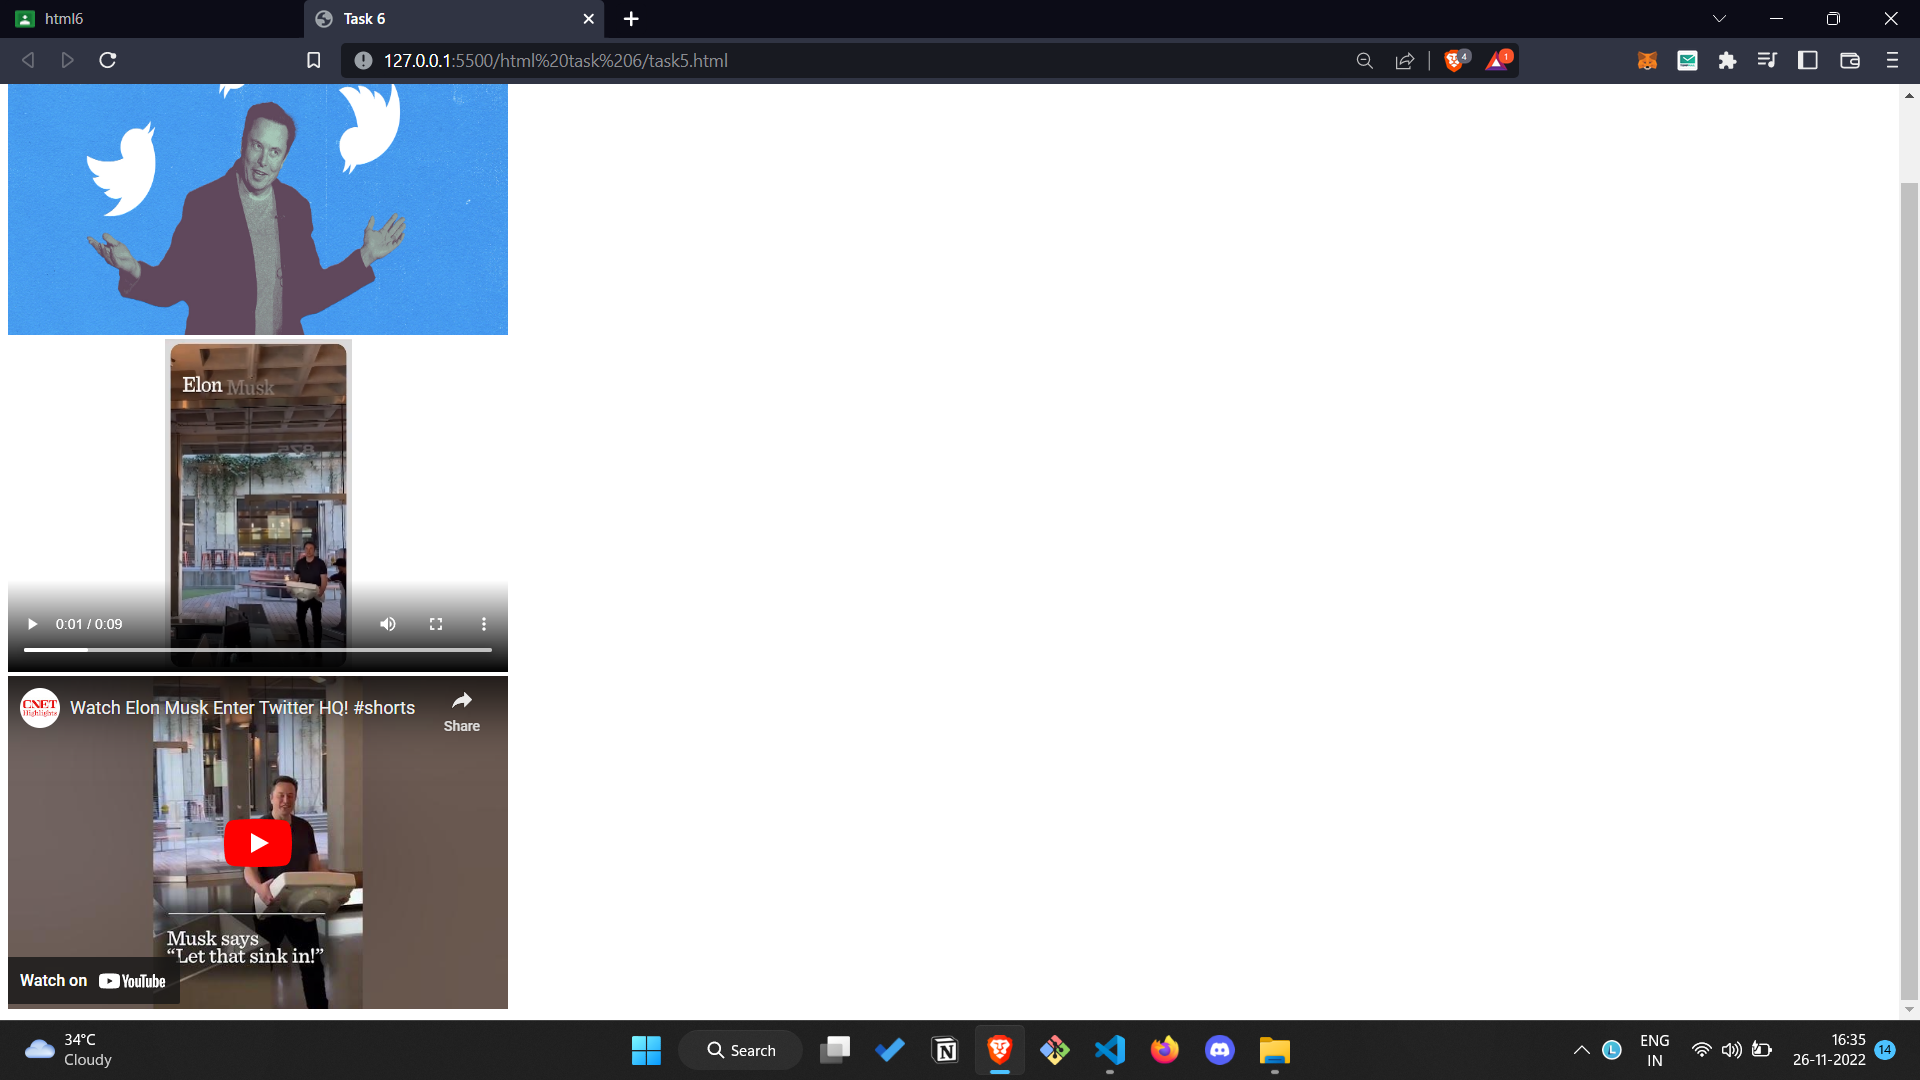 html6
Task 6
127.0.0.1:5500/html%20task%206/task5.html
4
1
Elon Musk
0:01 / 0:09
CNET
Highlights
Watch Elon Musk Enter Twitter HQ! #shorts
Share
Musk says
“Let that sink in!”
Watch on YouTube
34°C
Cloudy
Search
L
ENG
IN
16:35
26-11-2022
14